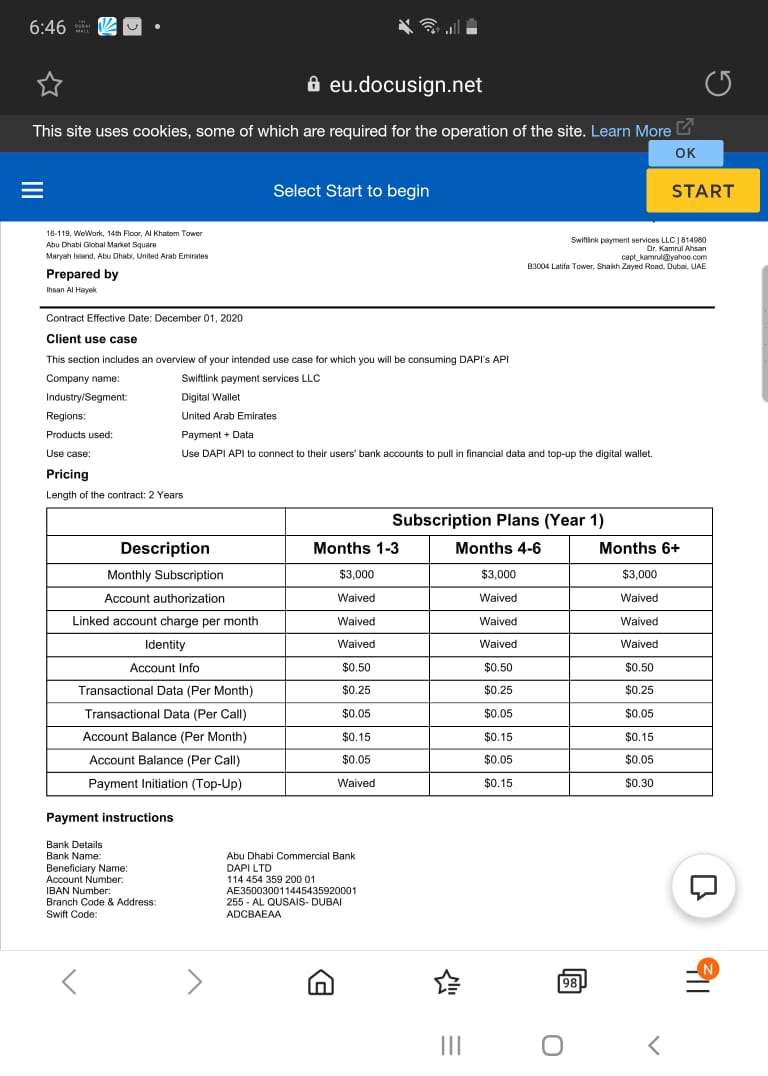 6:46
eu.docusign.net
This site uses cookies, some of which are required for the operation of the site. Learn More
OK
Select Start to begin
START
16-119, WeWork, 14th Floor, Al Khatem Tower
Abu Dhabi Global Market Square
Maryah Island, Abu Dhabi, United Arab Emirates
Swiftlink payment services LLC | 814980
Dr. Kamrul Ahsan
capt_kamrul@yahoo.com
B3004 Latifa Tower, Shaikh Zayed Road, Dubai, UAE
Prepared by
Ihsan Al Hayek
Contract Effective Date: December 01, 2020
Client use case
This section includes an overview of your intended use case for which you will be consuming DAPI's API
Company name: Swiftlink payment services LLC
Industry/Segment: Digital Wallet
Regions: United Arab Emirates
Products used: Payment + Data
Use case: Use DAPI API to connect to their users' bank accounts to pull in financial data and top-up the digital wallet.
Pricing
Length of the contract: 2 Years
Subscription Plans (Year 1)
Description Months 1-3 Months 4-6 Months 6+
Monthly Subscription $3,000 $3,000 $3,000
Account authorization Waived Waived Waived
Linked account charge per month Waived Waived Waived
Identity Waived Waived Waived
Account Info $0.50 $0.50 $0.50
Transactional Data (Per Month) $0.25 $0.25 $0.25
Transactional Data (Per Call) $0.05 $0.05 $0.05
Account Balance (Per Month) $0.15 $0.15 $0.15
Account Balance (Per Call) $0.05 $0.05 $0.05
Payment Initiation (Top-Up) Waived $0.15 $0.30
Payment instructions
Bank Details
Bank Name: Abu Dhabi Commercial Bank
Beneficiary Name: DAPI LTD
Account Number: 114 454 359 200 01
IBAN Number: AE350030011445435920001
Branch Code & Address: 255 - AL QUSAIS- DUBAI
Swift Code: ADCBAEAA
98
N